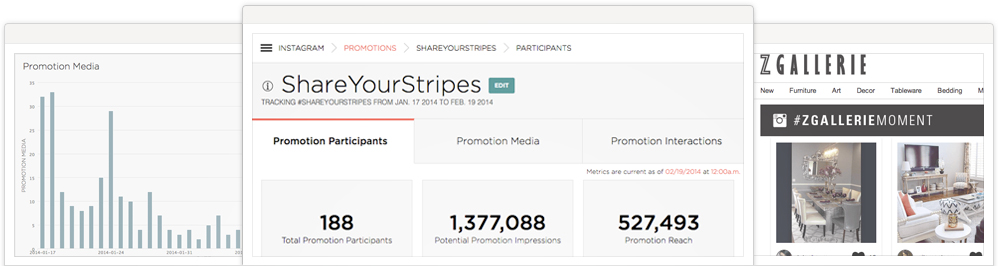 Promotion Media
PROMOTION MEDIA
35
30
25
20
15
10
5
0
2014-01-17
2014-01-24
2014-01-31
INSTAGRAM PROMOTIONS SHAREYOURSTRIPES PARTICIPANTS
ShareYourStripes EDIT
TRACKING #SHAREYOURSTRIPES FROM JAN. 17 2014 TO FEB. 19 2014
Promotion Participants Promotion Media Promotion Interactions
Metrics are current as of 02/19/2014 at 12:00a.m.
188 1,377,088 527,493
Total Promotion Participants Potential Promotion Impressions Promotion Reach
Z GALLERIE
New Furniture Art Decor Tableware Bedding M
#ZGALLERIEMOMENT